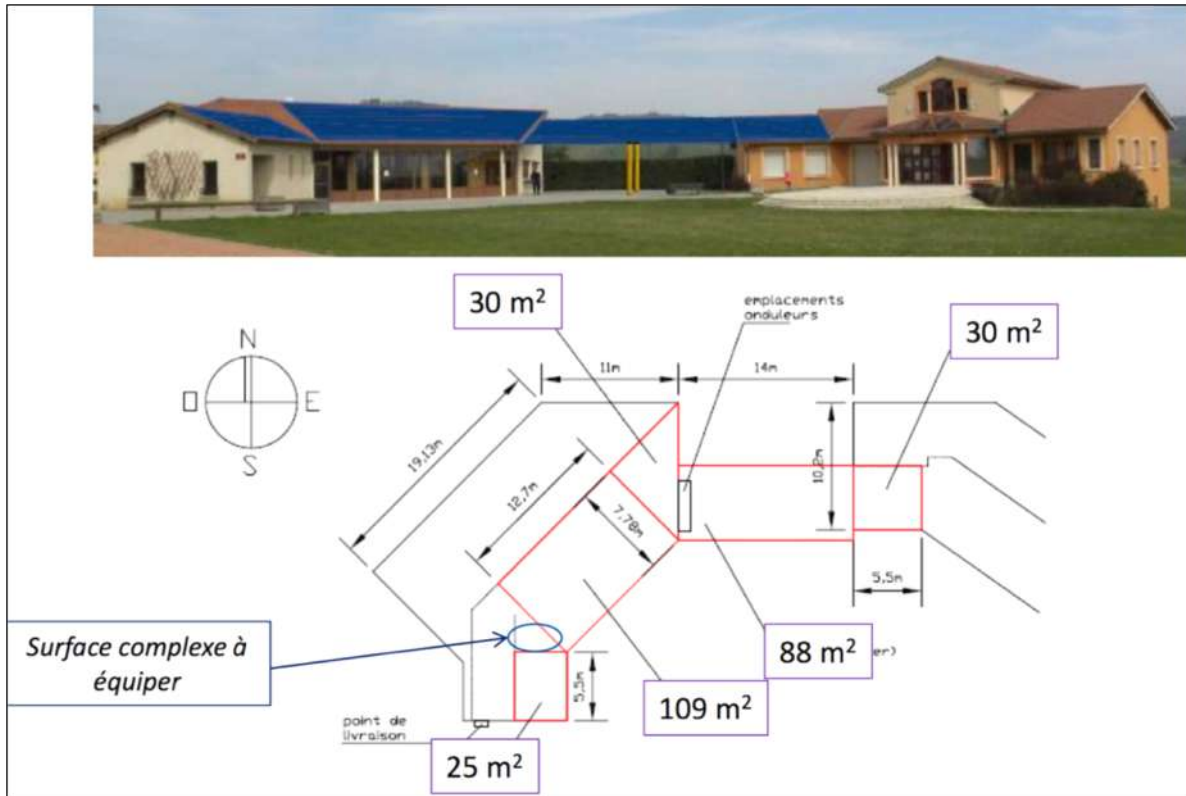 30 m²
emplacements
onduleurs
30 m²
N
O E
S
11m
14m
19,13m
12,7m
7,78m
10,2m
5,5m
Surface complexe à
équiper
88 m²
er)
5,5m
109 m²
point de
livraison
25 m²